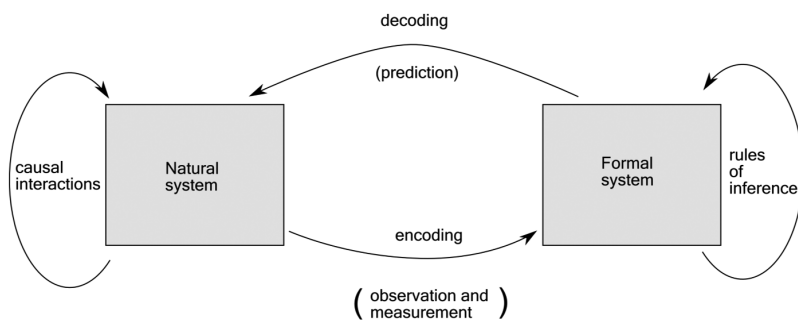 decoding
(prediction)
causal
interactions
Natural
system
Formal
system
rules
of
inference
encoding
( observation and
measurement )